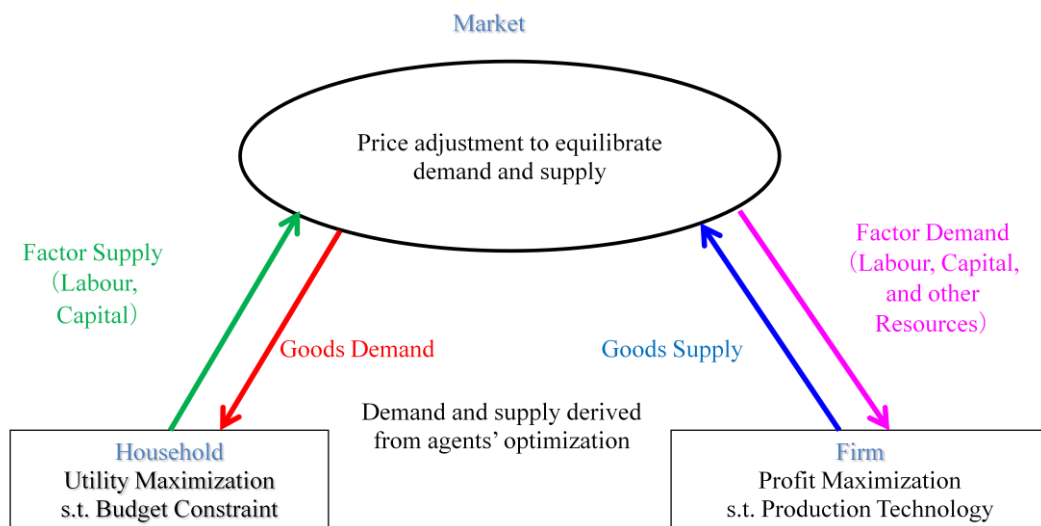 Market
Price adjustment to equilibrate
demand and supply
Factor Supply
（Labour,
Capital）
Factor Demand
（Labour, Capital,
and other
Resources）
Goods Demand
Goods Supply
Demand and supply derived
from agents’ optimization
Household
Utility Maximization
s.t. Budget Constraint
Firm
Profit Maximization
s.t. Production Technology